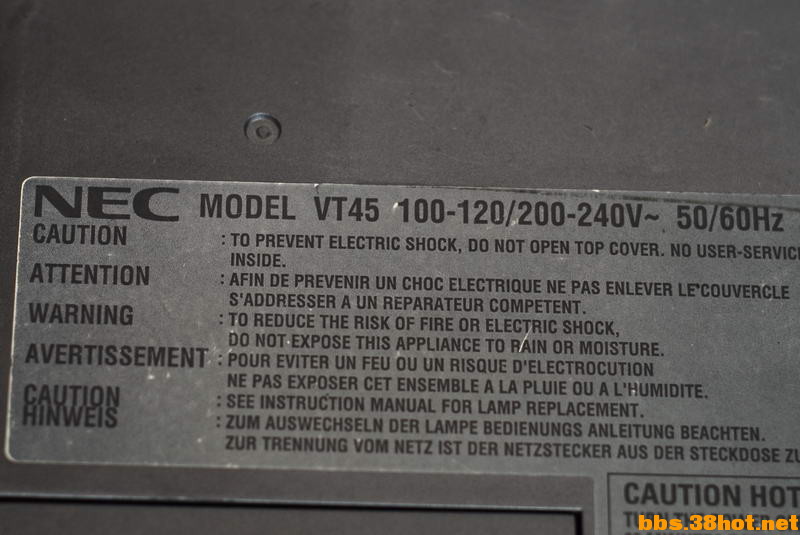 NEC MODEL VT45 100-120/200-240V~ 50/60Hz
CAUTION : TO PREVENT ELECTRIC SHOCK, DO NOT OPEN TOP COVER. NO USER-SERVIC
INSIDE.
ATTENTION : AFIN DE PREVENIR UN CHOC ELECTRIQUE NE PAS ENLEVER LE COUVERCLE
S'ADDRESSER A UN REPARATEUR COMPETENT.
WARNING : TO REDUCE THE RISK OF FIRE OR ELECTRIC SHOCK,
DO NOT EXPOSE THIS APPLIANCE TO RAIN OR MOISTURE.
AVERTISSEMENT : POUR EVITER UN FEU OU UN RISQUE D'ELECTROCUTION
NE PAS EXPOSER CET ENSEMBLE A LA PLUIE OU A L'HUMIDITE.
CAUTION : SEE INSTRUCTION MANUAL FOR LAMP REPLACEMENT.
HINWEIS : ZUM AUSWECHSELN DER LAMPE BEDIENUNGS ANLEITUNG BEACHTEN.
ZUR TRENNUNG VOM NETZ IST DER NETZSTECKER AUS DER STECKDOSE ZU
CAUTION HOT
bbs.38hot.net